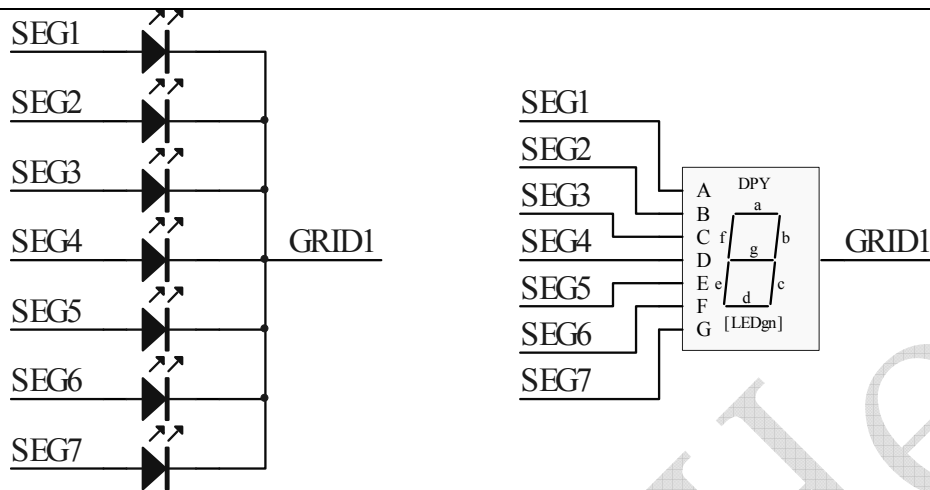 SEG1
SEG2
SEG3
SEG4
SEG5
SEG6
SEG7
GRID1
SEG1
SEG2
SEG3
SEG4
SEG5
SEG6
SEG7
A
B
C
D
E
F
G
DPY
a
f
b
g
e
c
d
[LEDgn]
GRID1